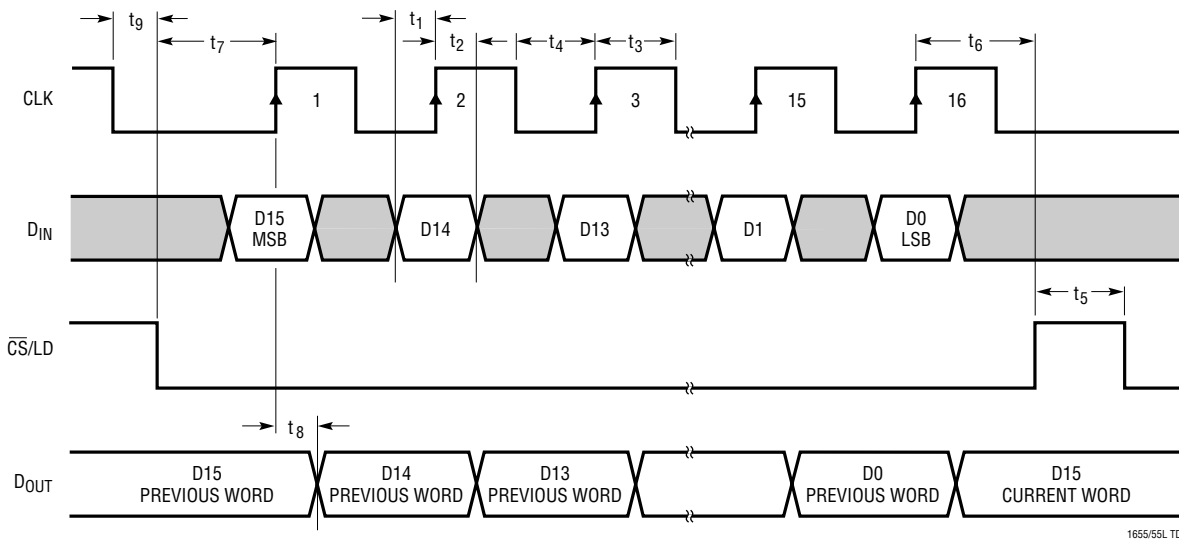 t9
t7
t1
t2
t4
t3
t6
CLK
1
2
3
15
16
DIN
D15
MSB
D14
D13
D1
D0
LSB
t5
CS/LD
t8
DOUT
D15
PREVIOUS WORD
D14
PREVIOUS WORD
D13
PREVIOUS WORD
D0
PREVIOUS WORD
D15
CURRENT WORD
1655/55L TD